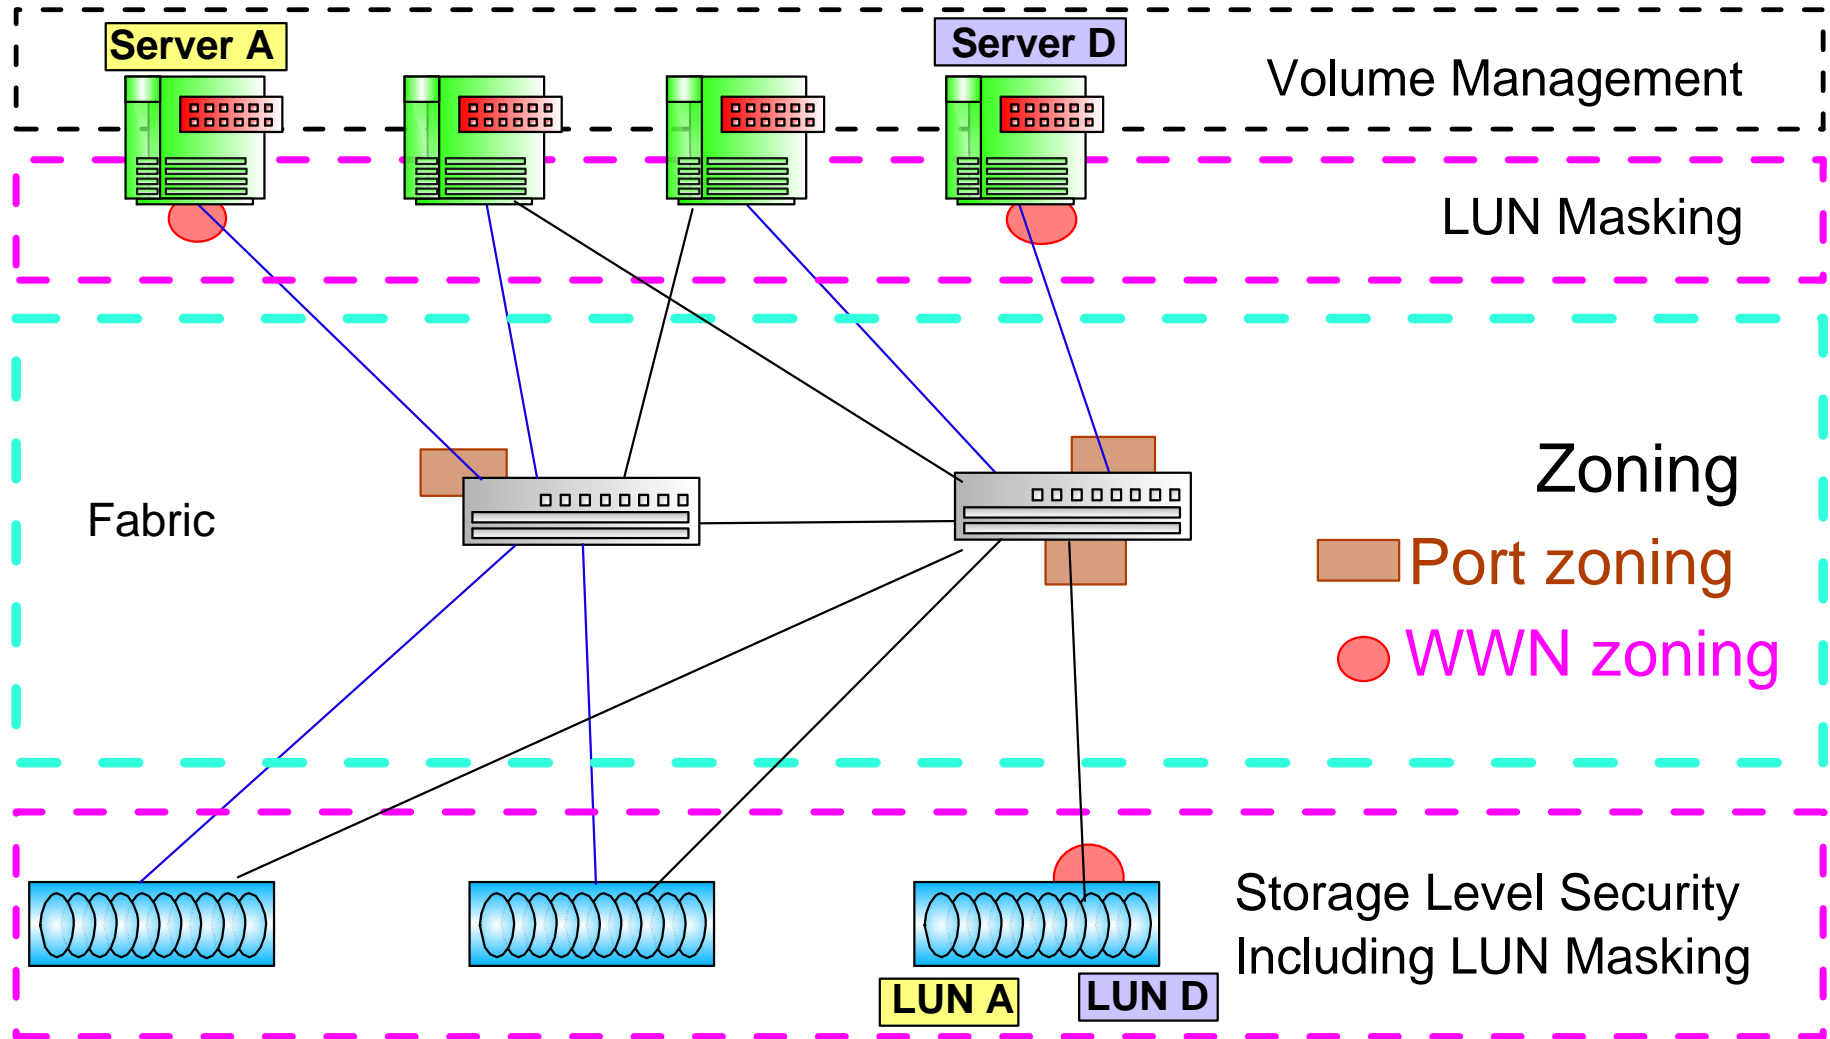 Server A
Server D
Volume Management
LUN Masking
Fabric
Zoning
Port zoning
WWN zoning
Storage Level Security
Including LUN Masking
LUN A
LUN D